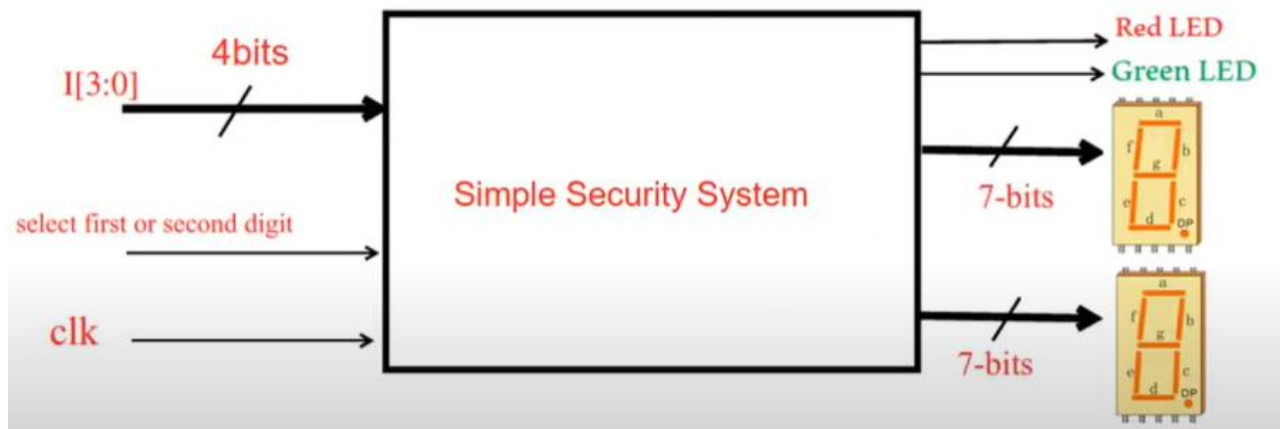 4bits
I[3:0]
Simple Security System
select first or second digit
clk
Red LED
Green LED
7-bits
a
f
b
g
e
c
d
DP
7-bits
a
f
b
g
e
c
d
DP